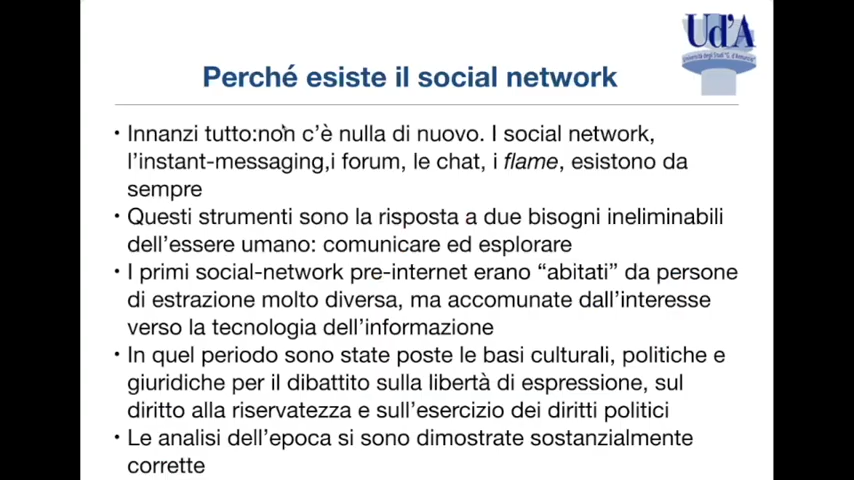 Ud'A
Perché esiste il social network
• Innanzi tutto:non c'è nulla di nuovo. I social network,
l'instant-messaging,i forum, le chat, i flame, esistono da
sempre
• Questi strumenti sono la risposta a due bisogni ineliminabili
dell'essere umano: comunicare ed esplorare
• I primi social-network pre-internet erano “abitati” da persone
di estrazione molto diversa, ma accomunate dall'interesse
verso la tecnologia dell'informazione
• In quel periodo sono state poste le basi culturali, politiche e
giuridiche per il dibattito sulla libertà di espressione, sul
diritto alla riservatezza e sull'esercizio dei diritti politici
• Le analisi dell'epoca si sono dimostrate sostanzialmente
corrette